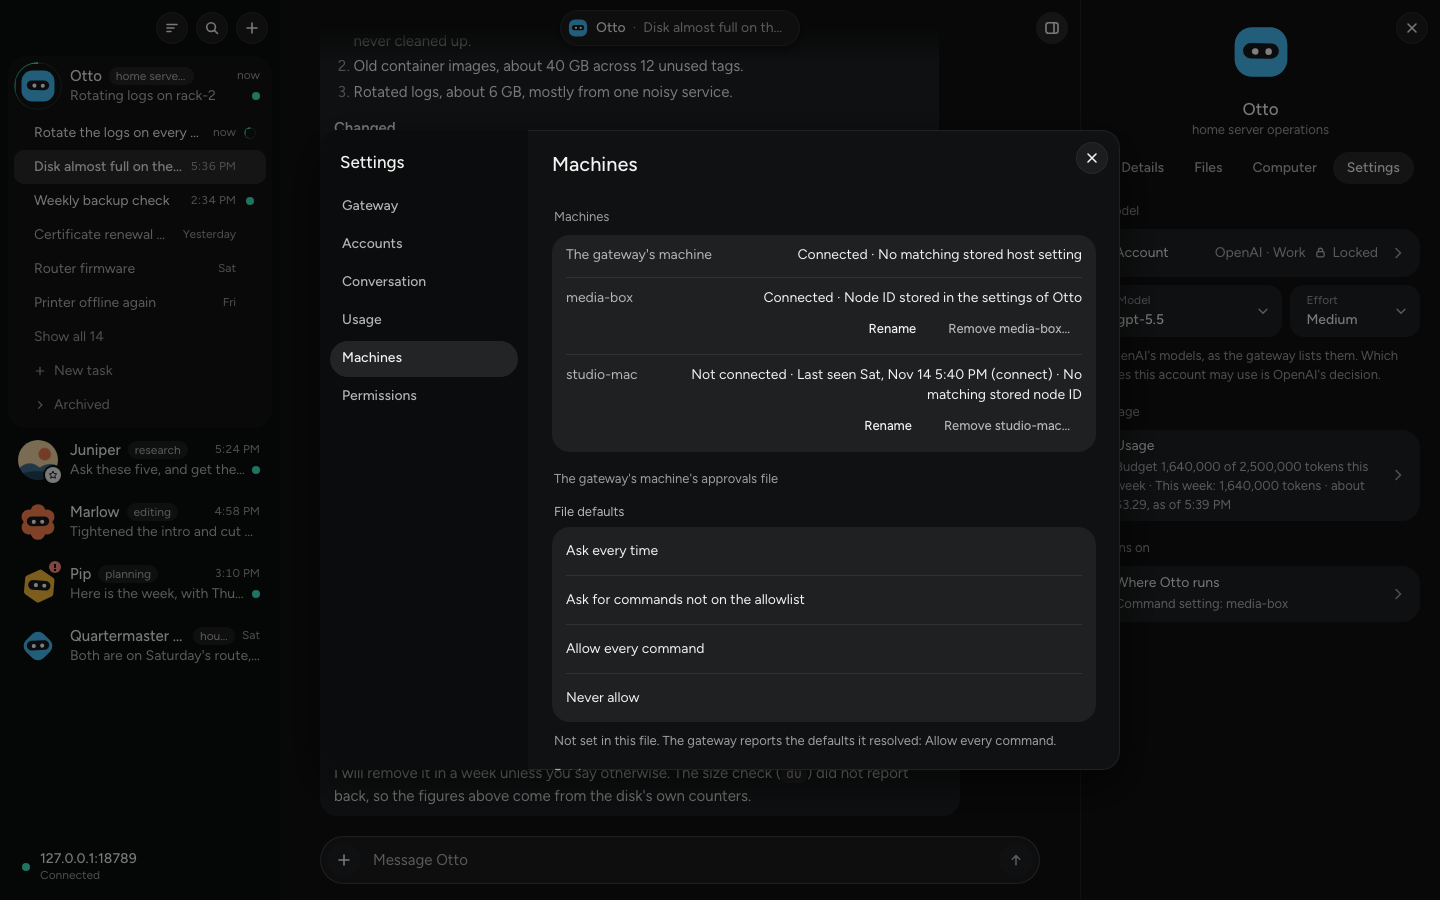 Otto · Disk almost full on th...
Otto home serve... now
Rotating logs on rack-2
Rotate the logs on every ... now
Disk almost full on the... 5:36 PM
Weekly backup check 2:34 PM
Certificate renewal ... Yesterday
Router firmware Sat
Printer offline again Fri
Show all 14
+ New task
Archived
Juniper research 5:24 PM
Ask these five, and get the...
Marlow editing 4:58 PM
Tightened the intro and cut ...
Pip planning 3:10 PM
Here is the week, with Thu...
Quartermaster ... hou... Sat
Both are on Saturday's route,...
127.0.0.1:18789
Connected
never cleaned up.
2. Old container images, about 40 GB across 12 unused tags.
3. Rotated logs, about 6 GB, mostly from one noisy service.
Changed
Settings
Gateway
Accounts
Conversation
Usage
Machines
Permissions
Machines
Machines
The gateway's machine Connected · No matching stored host setting
media-box Connected · Node ID stored in the settings of Otto
Rename Remove media-box...
studio-mac Not connected · Last seen Sat, Nov 14 5:40 PM (connect) · No
matching stored node ID
Rename Remove studio-mac...
The gateway's machine's approvals file
File defaults
Ask every time
Ask for commands not on the allowlist
Allow every command
Never allow
Not set in this file. The gateway reports the defaults it resolved: Allow every command.
I will remove it in a week unless you say otherwise. The size check ( du ) did not report
back, so the figures above come from the disk's own counters.
Message Otto
Otto
home server operations
Details Files Computer Settings
Account OpenAI · Work Locked
Model
gpt-5.5
Effort
Medium
models, as the gateway lists them. Which
this account may use is OpenAI's decision.
Usage
Budget 1,640,000 of 2,500,000 tokens this
week · This week: 1,640,000 tokens · about
$3.29, as of 5:39 PM
on
Where Otto runs
Command setting: media-box